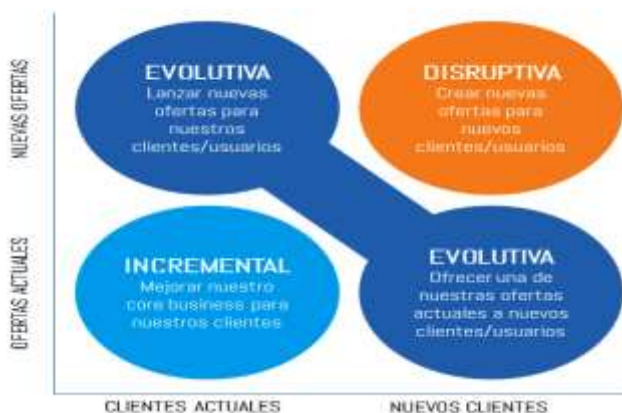 NUEVAS OFERTAS
EVOLUTIVA
Lanzar nuevas
ofertas para
nuestros
clientes/usuarios
DISRUPTIVA
Crear nuevas
ofertas para
nuevos
clientes/usuarios
OFERTAS ACTUALES
INCREMENTAL
Mejorar nuestro
core business para
nuestros clientes
EVOLUTIVA
Ofrecer una de
nuestras ofertas
actuales a nuevos
clientes/usuarios
CLIENTES ACTUALES
NUEVOS CLIENTES